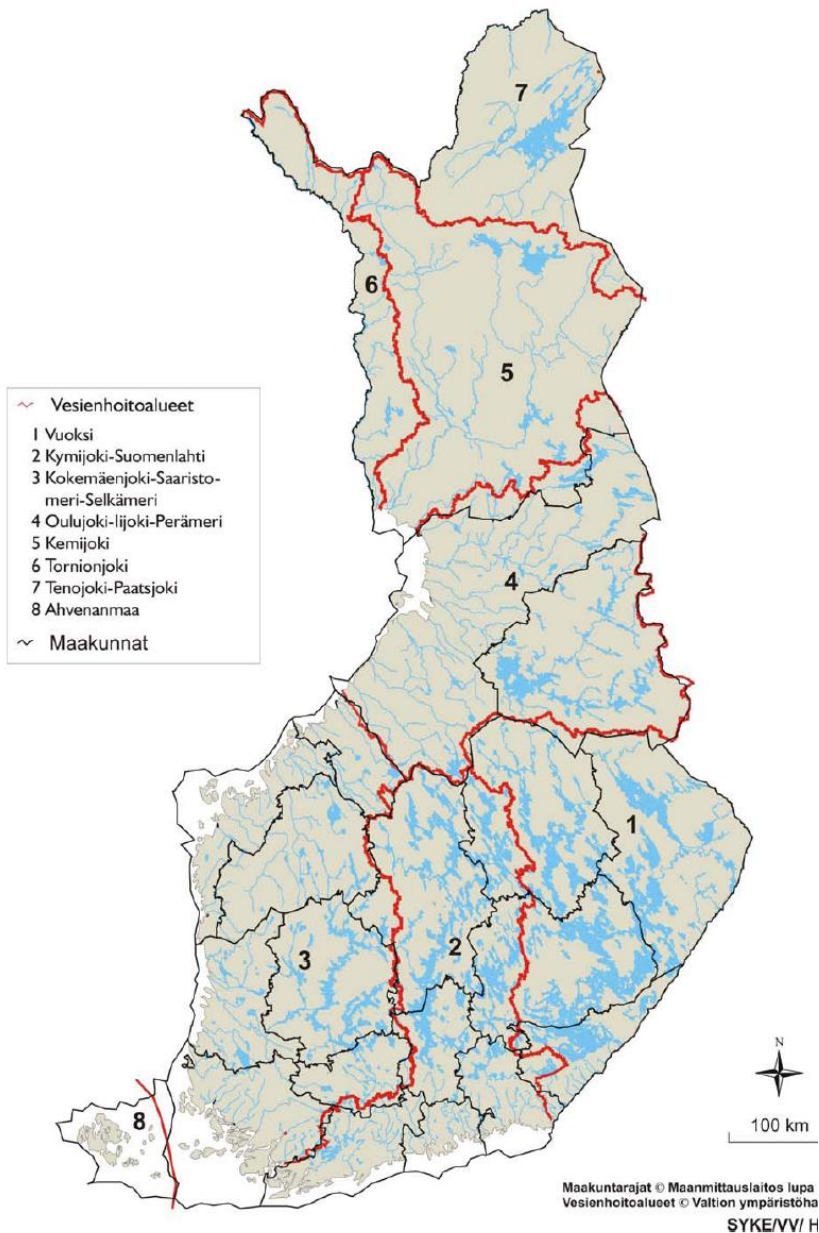 Vesienhoitoalueet
1 Vuoksi
2 Kymijoki-Suomenlahti
3 Kokemäenjoki-Saaristo-
meri-Selkämeri
4 Oulujoki-Iijoki-Perämeri
5 Kemijoki
6 Tornionjoki
7 Tenojoki-Paatsjoki
8 Ahvenanmaa
Maakunnat
7
6
5
4
1
2
3
8
N
100 km
Maakuntarajat © Maanmittauslaitos lupa
Vesienhoitoalueet © Valtion ympäristöha
SYKE/VV/ H